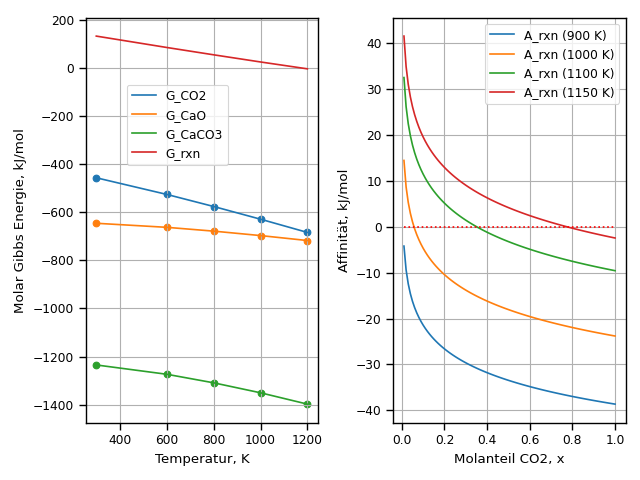 200
0
−200
−400
−600
−800
−1000
−1200
−1400
Molar Gibbs Energie, kJ/mol
G_CO2
G_CaO
G_CaCO3
G_rxn
400
600
800
1000
1200
Temperatur, K
40
30
20
10
0
−10
−20
−30
−40
Affinität, kJ/mol
A_rxn (900 K)
A_rxn (1000 K)
A_rxn (1100 K)
A_rxn (1150 K)
0.0
0.2
0.4
0.6
0.8
1.0
Molanteil CO2, x